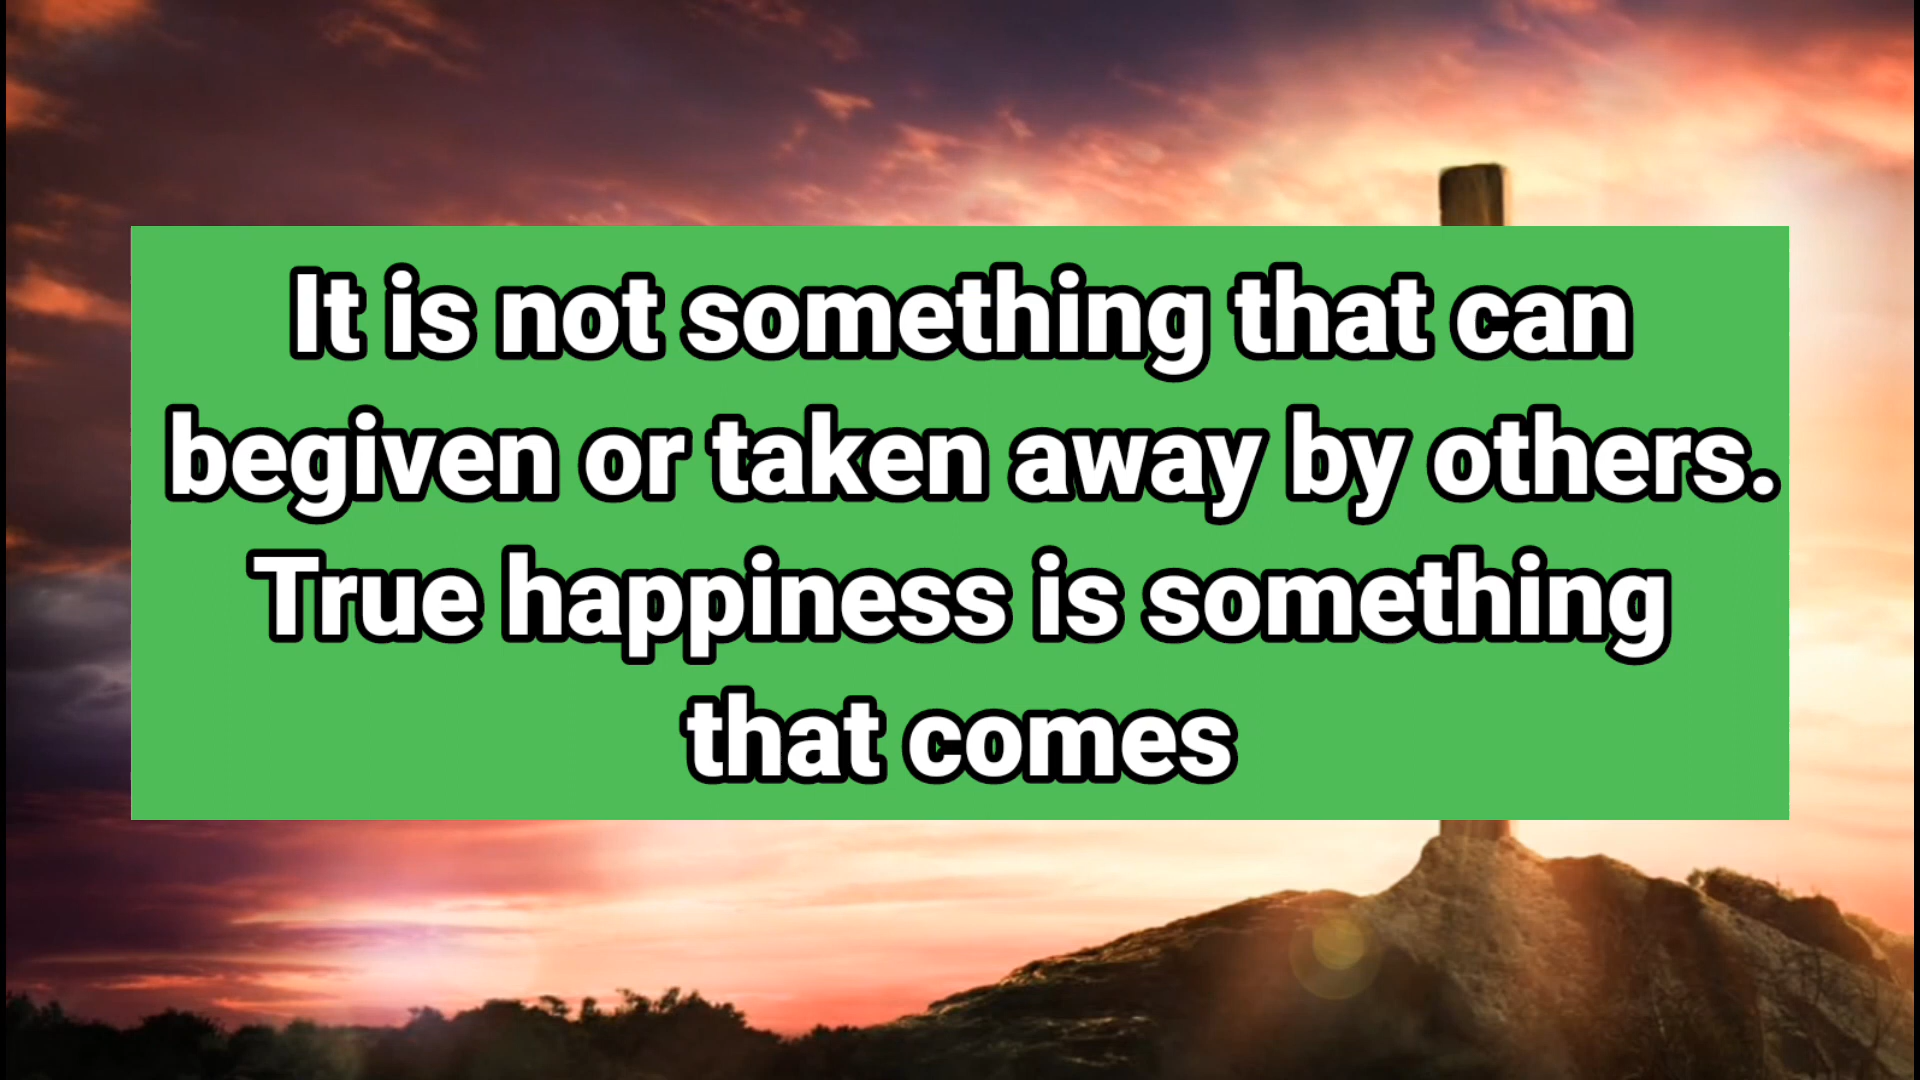 It is not something that can
begiven or taken away by others.
True happiness is something
that comes